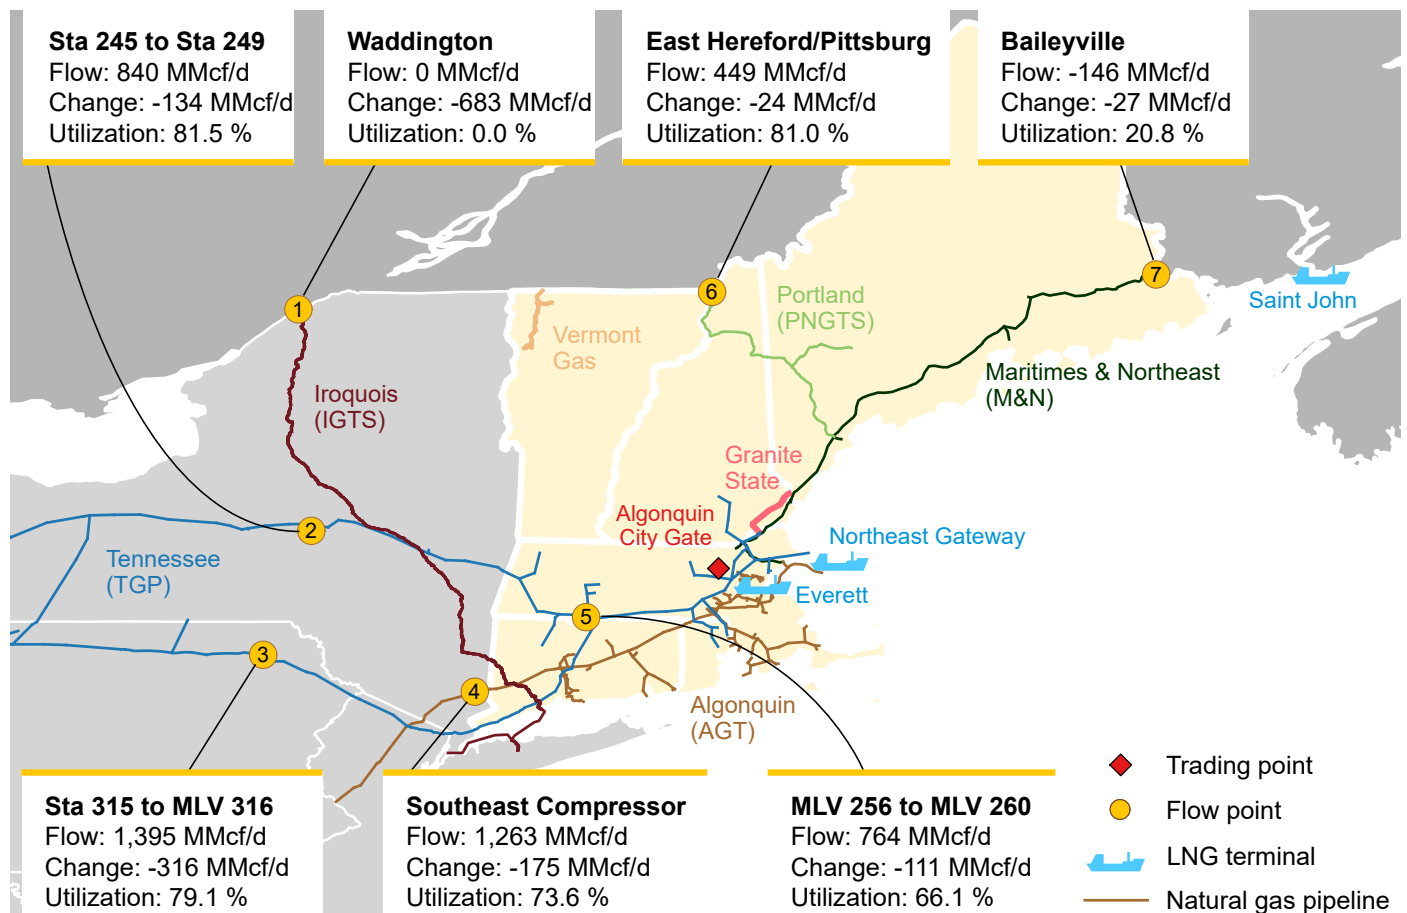 Sta 245 to Sta 249
Flow: 840 MMcf/d
Change: -134 MMcf/d
Utilization: 81.5 %
Waddington
Flow: 0 MMcf/d
Change: -683 MMcf/d
Utilization: 0.0 %
East Hereford/Pittsburg
Flow: 449 MMcf/d
Change: -24 MMcf/d
Utilization: 81.0 %
Baileyville
Flow: -146 MMcf/d
Change: -27 MMcf/d
Utilization: 20.8 %
7
6
1
Saint John
Portland
(PNGTS)
Vermont
Gas
Maritimes & Northeast
(M&N)
Iroquois
(IGTS)
Granite
State
Algonquin
City Gate
2
Northeast Gateway
Tennessee
(TGP)
Everett
5
3
4
Algonquin
(AGT)
Sta 315 to MLV 316
Flow: 1,395 MMcf/d
Change: -316 MMcf/d
Utilization: 79.1 %
Southeast Compressor
Flow: 1,263 MMcf/d
Change: -175 MMcf/d
Utilization: 73.6 %
MLV 256 to MLV 260
Flow: 764 MMcf/d
Change: -111 MMcf/d
Utilization: 66.1 %
Trading point
Flow point
LNG terminal
Natural gas pipeline